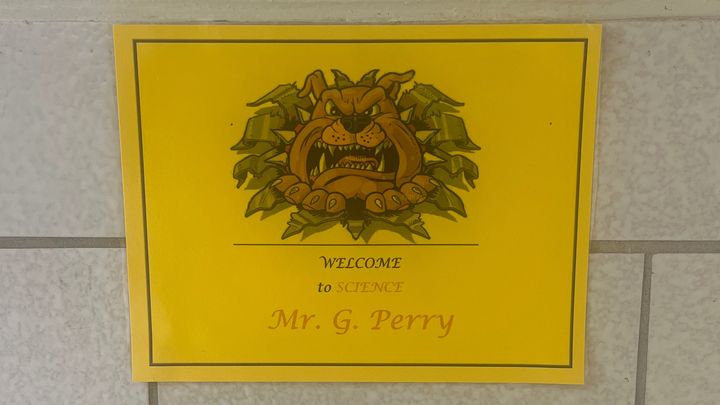 WELCOME
to SCIENCE
Mr. G. Perry